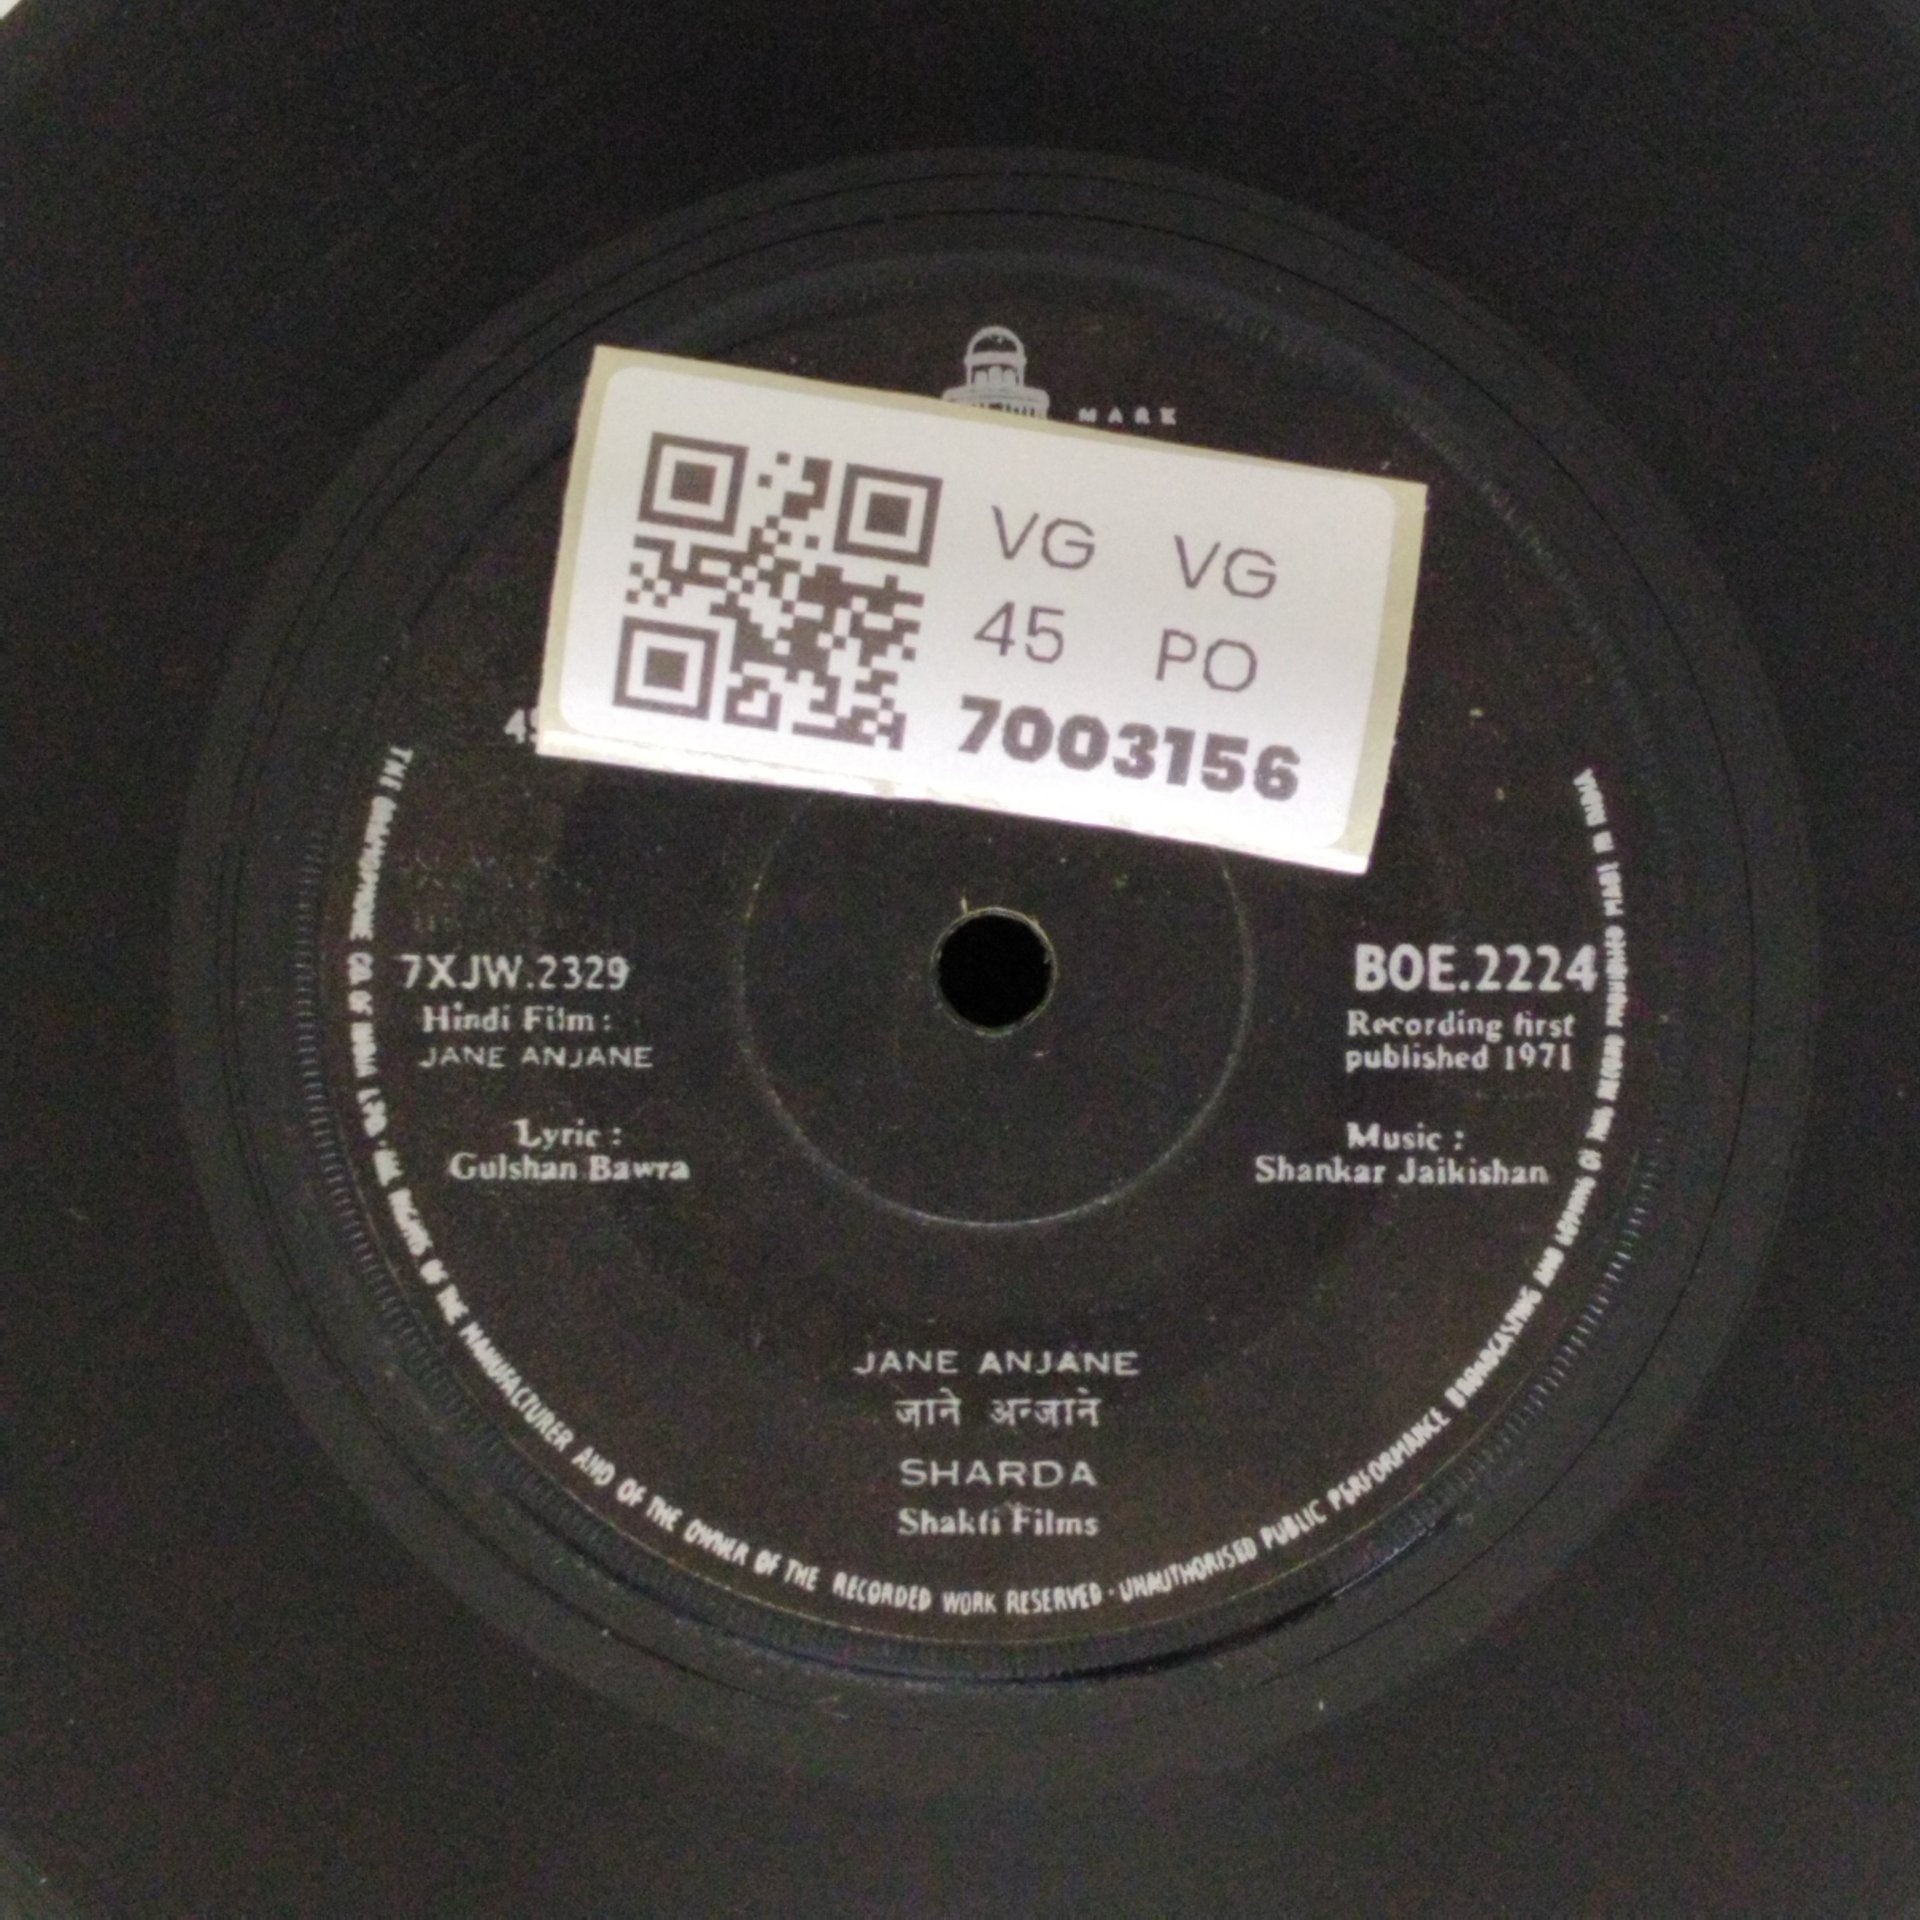 MARK
VG VG
45 PO
7003156
7XJW.2329
Hindi Film :
JANE ANJANE
Lyric :
Gulshan Bawra
BOE.2224
Recording first
published 1971
Music :
Shankar Jaikishan
JANE ANJANE
जाने अन्जाने
SHARDA
Shakti Films
THE GRAMOPHONE CO. OF INDIA LTD · ALL RIGHTS OF THE MANUFACTURER AND OF THE OWNER OF THE RECORDED WORK RESERVED · UNAUTHORISED PUBLIC PERFORMANCE BROADCASTING AND COPYING OF THIS RECORD PROHIBITED MADE IN INDIA